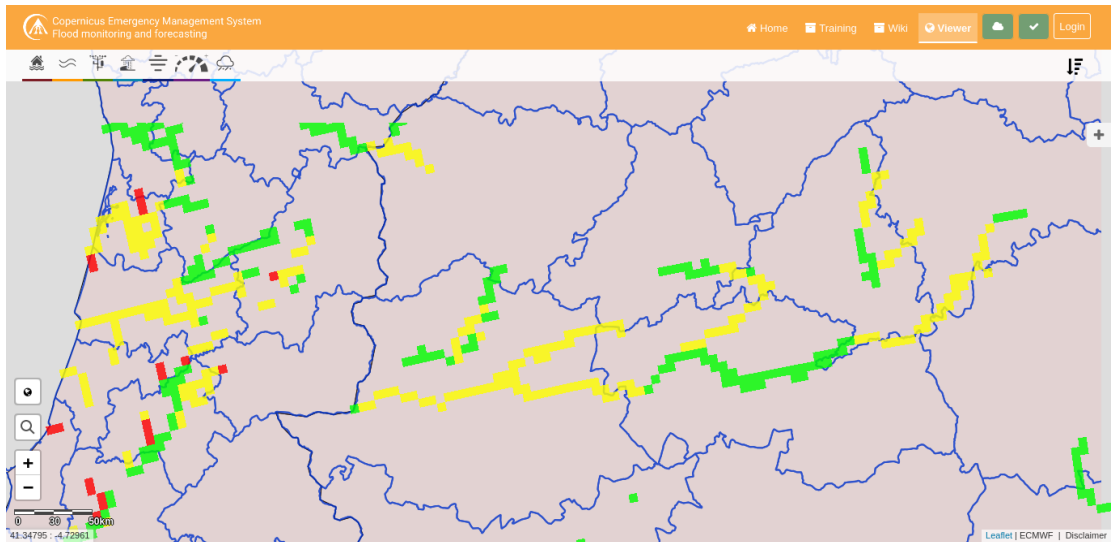 Copernicus Emergency Management System
Flood monitoring and forecasting
Home
Training
Wiki
Viewer
Login
+
+
−
0 30 50km
41.34795 : -4.72961
Leaflet | ECMWF | Disclaimer